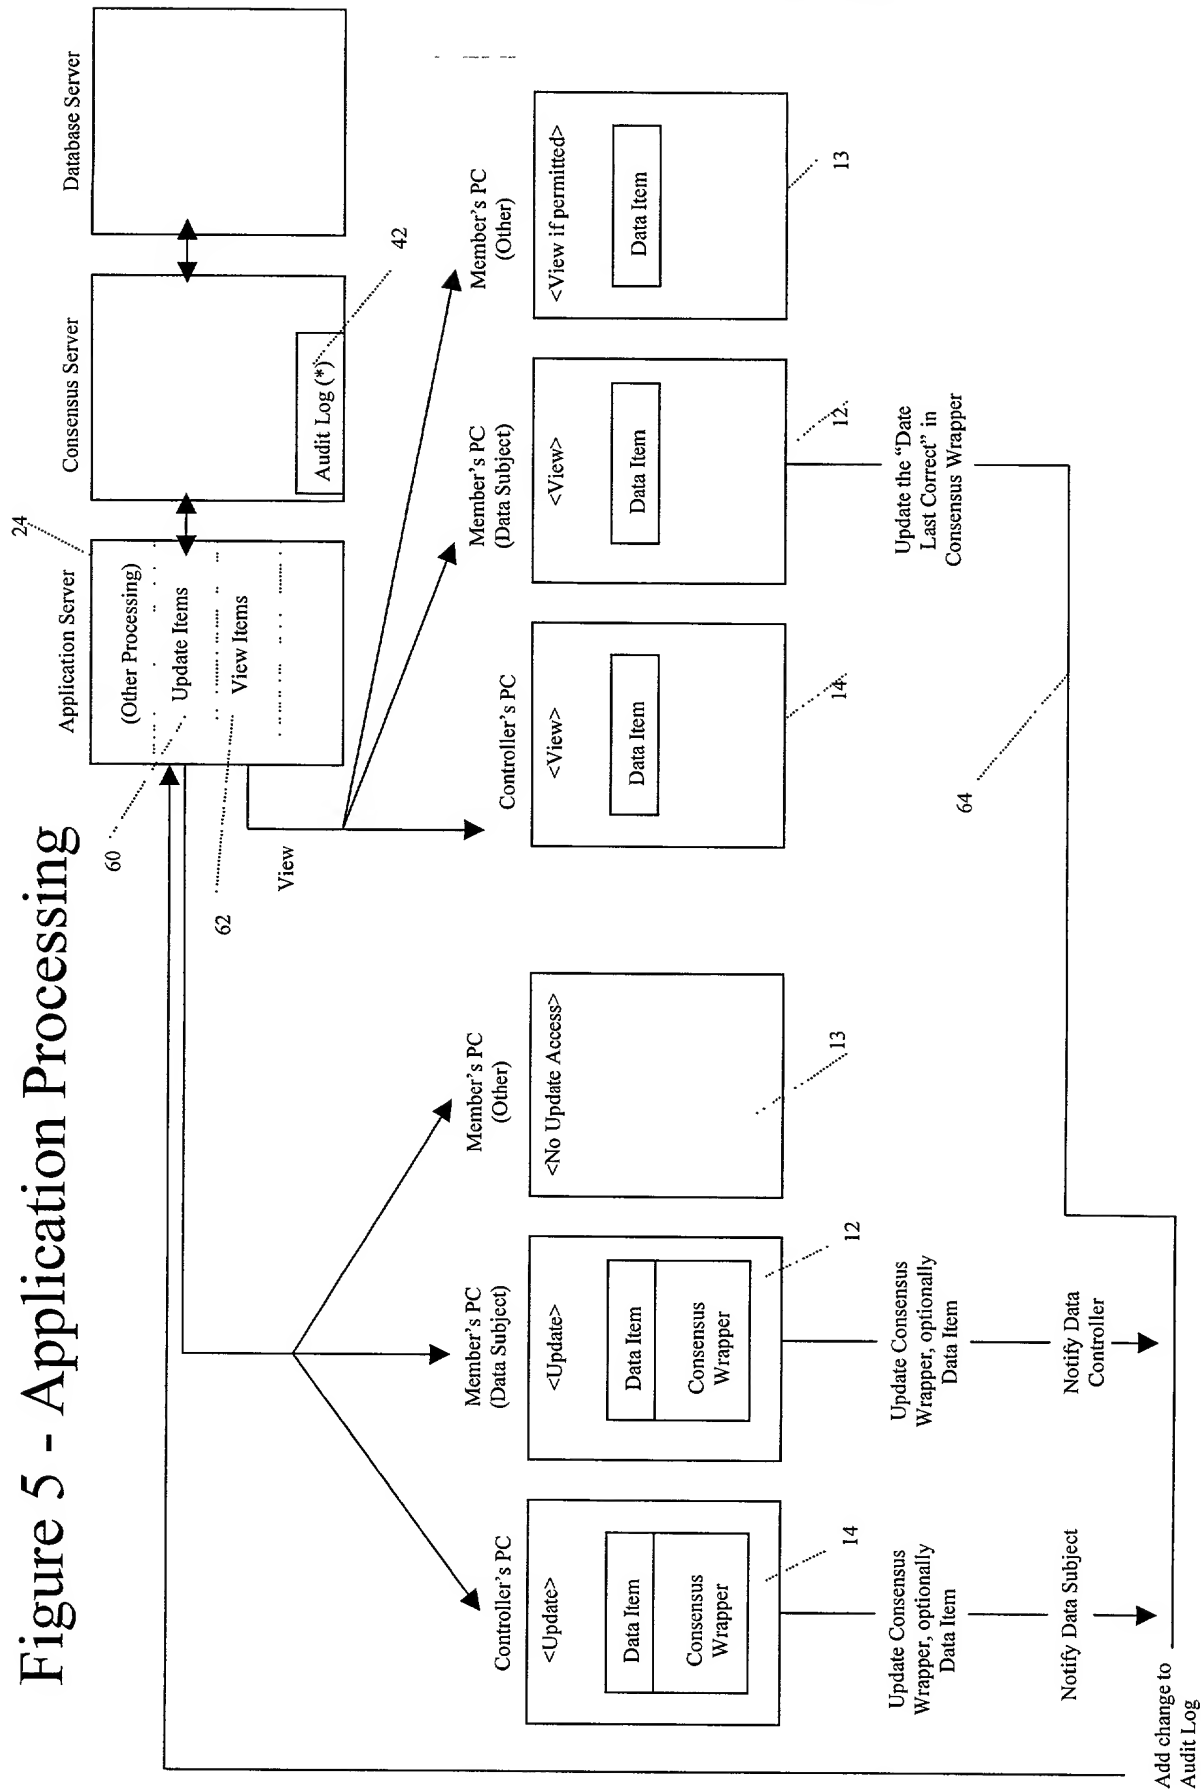 Figure 5 - Application Processing
Application Server
24
Consensus Server
Database Server
(Other Processing)
Update Items
View Items
Audit Log (*)
42
60
62
View
Controller's PC
Member's PC
(Data Subject)
Member's PC
(Other)
Controller's PC
Member's PC
(Data Subject)
Member's PC
(Other)
<Update>
Data Item
Consensus
Wrapper
14
<Update>
Data Item
Consensus
Wrapper
12
<No Update Access>
13
<View>
Data Item
14
<View>
Data Item
12
<View if permitted>
Data Item
13
Update Consensus
Wrapper, optionally
Data Item
Update Consensus
Wrapper, optionally
Data Item
Update the “Date
Last Correct” in
Consensus Wrapper
64
Notify Data Subject
Notify Data
Controller
Add change to
Audit Log